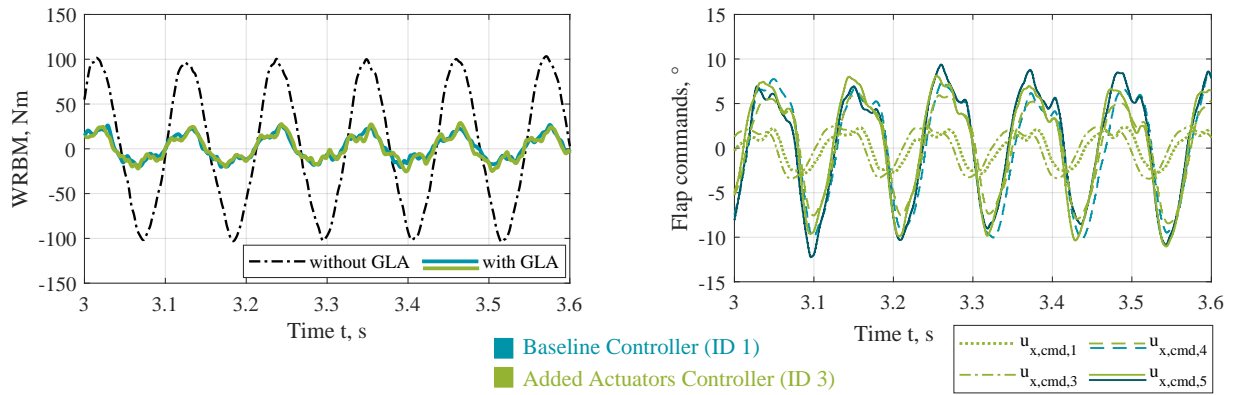 WRBM, Nm
150
100
50
0
-50
-100
-150
without GLA with GLA
3 3.1 3.2 3.3 3.4 3.5 3.6
Time t, s
Flap commands, °
15
10
5
0
-5
-10
-15
3 3.1 3.2 3.3 3.4 3.5 3.6
Time t, s
u x,cmd,1 u x,cmd,4
u x,cmd,3 u x,cmd,5
Baseline Controller (ID 1)
Added Actuators Controller (ID 3)